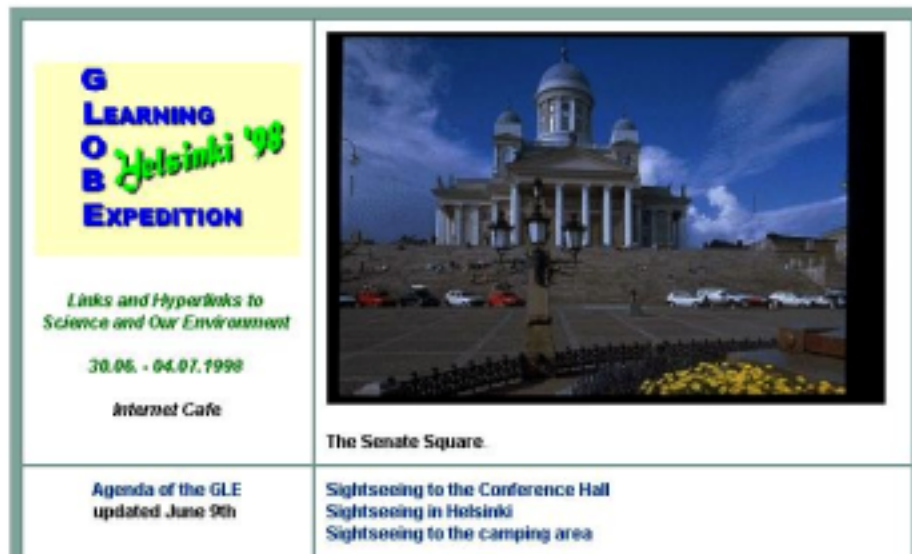 G
LEARNING
O Helsinki '98
B
EXPEDITION
Links and Hyperlinks to
Science and Our Environment
30.06. - 04.07.1998
Internet Cafe
The Senate Square.
Agenda of the GLE
updated June 9th
Sightseeing to the Conference Hall
Sightseeing in Helsinki
Sightseeing to the camping area